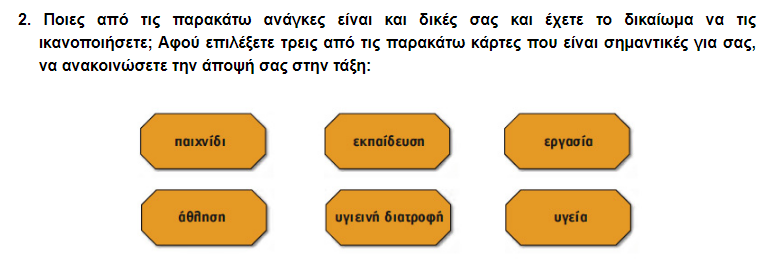 2. Ποιες από τις παρακάτω ανάγκες είναι και δικές σας και έχετε το δικαίωμα να τις
ικανοποιήσετε; Αφού επιλέξετε τρεις από τις παρακάτω κάρτες που είναι σημαντικές για σας,
να ανακοινώσετε την άποψή σας στην τάξη:
παιχνίδι εκπαίδευση εργασία
άθληση υγιεινή διατροφή υγεία